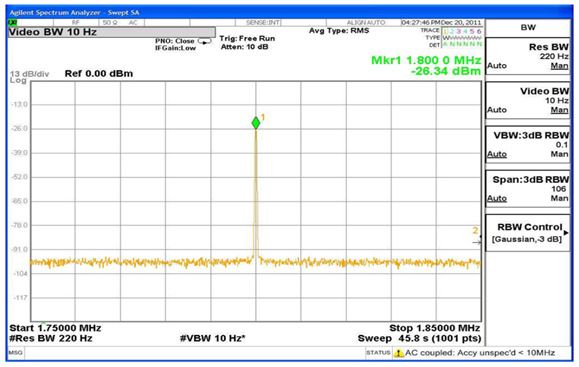 Agilent Spectrum Analyzer - Swept SA
RF 50 Ω AC SENSE:INT ALIGNAUTO 04:27:46 PM Dec 20, 2011
Video BW 10 Hz
PNO: Close
IFGain:Low
Trig: Free Run
Atten: 10 dB
Avg Type: RMS
TRACE 1 2 3 4 5 6
TYPE
DET A N N N N N
BW
Mkr1 1.800 0 MHz
-26.34 dBm
13 dB/div Ref 0.00 dBm
Log
-13.0
-26.0
-39.0
-52.0
-65.0
-78.0
-91.0
-104
-117
1
2
Start 1.75000 MHz
Stop 1.85000 MHz
#Res BW 220 Hz
#VBW 10 Hz*
Sweep 45.8 s (1001 pts)
MSG
STATUS
AC coupled: Accy unspec'd < 10MHz
Res BW
220 Hz
Auto Man
Video BW
10 Hz
Auto Man
VBW:3dB RBW
0.1
Auto Man
Span:3dB RBW
106
Auto Man
RBW Control
[Gaussian,-3 dB]